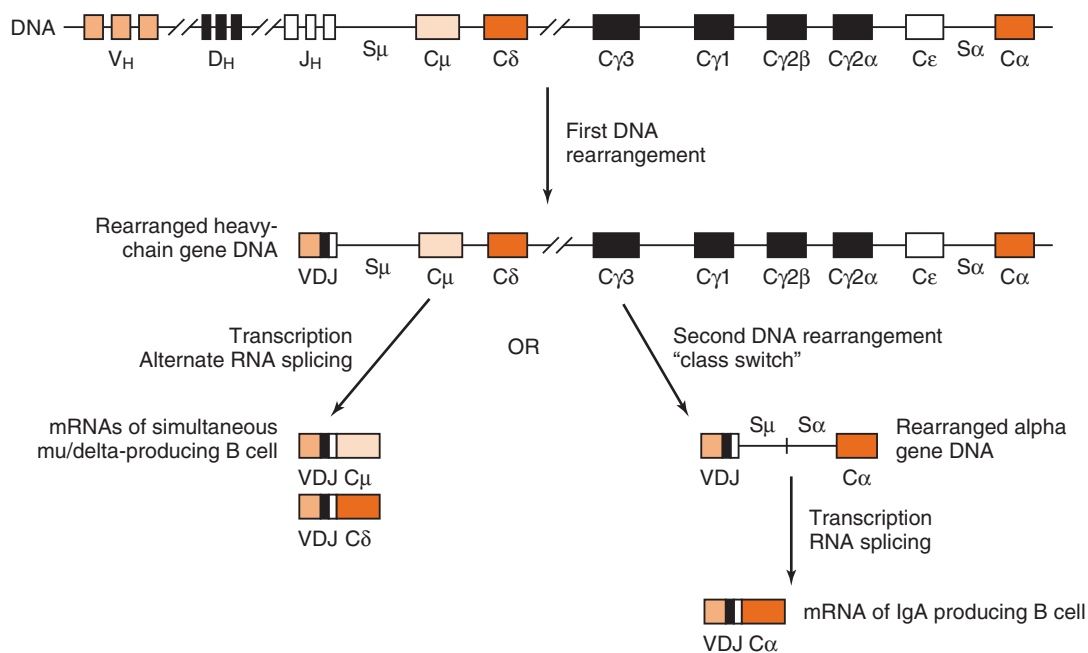 DNA
Sμ Sα
V_H D_H J_H Cμ Cδ Cγ3 Cγ1 Cγ2β Cγ2α Cε Cα
First DNA
rearrangement
Rearranged heavy-
chain gene DNA
VDJ Sμ Cμ Cδ Cγ3 Cγ1 Cγ2β Cγ2α Cε Sα Cα
Transcription
Alternate RNA splicing
OR
Second DNA rearrangement
“class switch”
mRNAs of simultaneous
mu/delta-producing B cell
VDJ Cμ
VDJ Cδ
Sμ Sα
VDJ Cα
Rearranged alpha
gene DNA
Transcription
RNA splicing
mRNA of IgA producing B cell
VDJ Cα